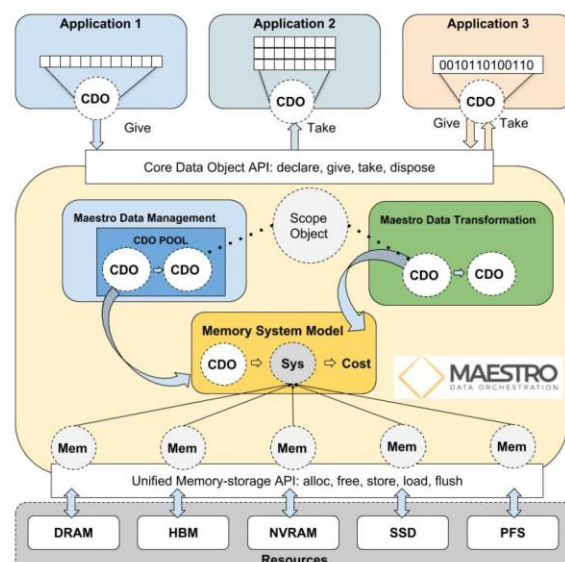 Application 1
Application 2
Application 3
0010110100110
CDO
CDO
CDO
Give
Take
Give
Take
Core Data Object API: declare, give, take, dispose
Maestro Data Management
CDO POOL
CDO
CDO
Scope
Object
Maestro Data Transformation
CDO
CDO
Memory System Model
CDO
Sys
Cost
MAESTRO
DATA ORCHESTRATION
Mem
Mem
Mem
Mem
Mem
Unified Memory-storage API: alloc, free, store, load, flush
DRAM
HBM
NVRAM
SSD
PFS
Resources